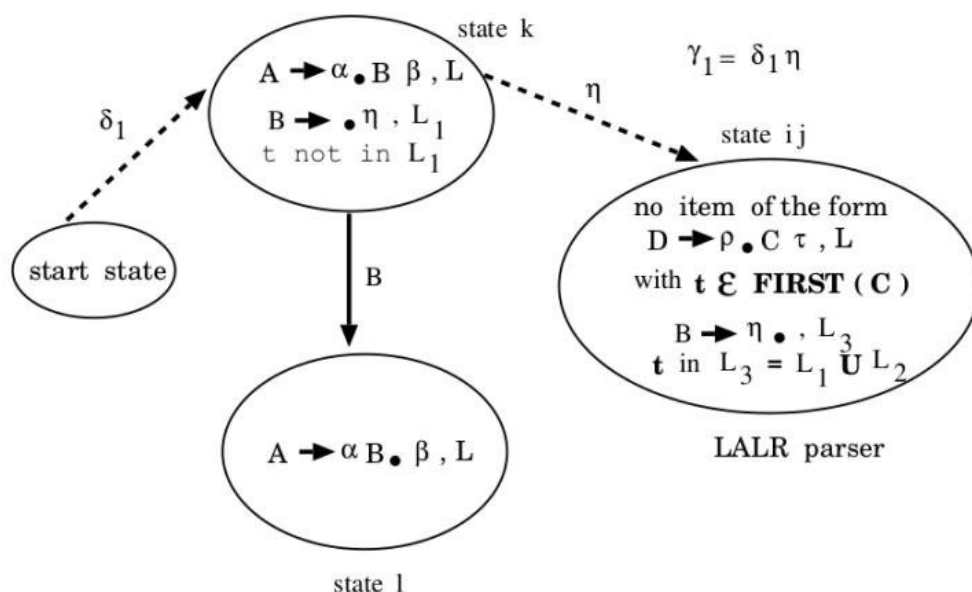 state k
A → α . B β , L
B → . η , L₁
t not in L₁
δ₁
η
γ₁ = δ₁ η
state i j
no item of the form
D → ρ . C τ , L
with t Ɛ FIRST ( C )
B → η . , L₃
t in L₃ = L₁ U L₂
start state
B
LALR parser
A → α B . β , L
state l